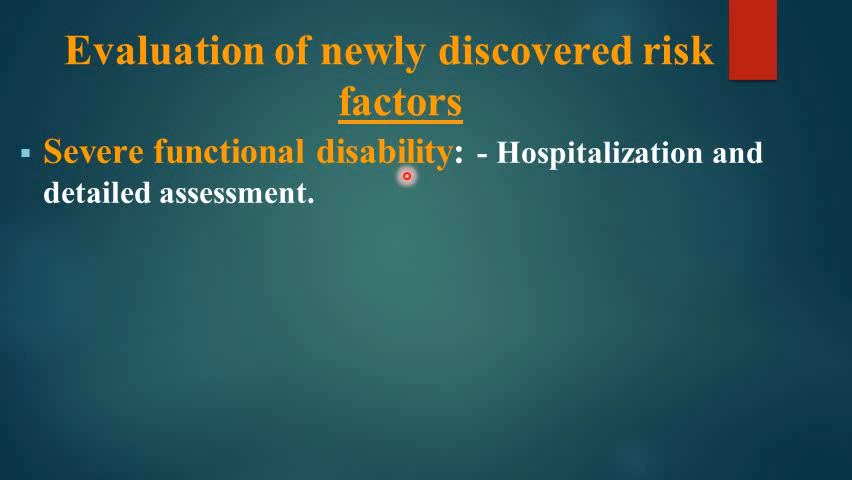 Evaluation of newly discovered risk
factors
▪ Severe functional disability: - Hospitalization and
detailed assessment.